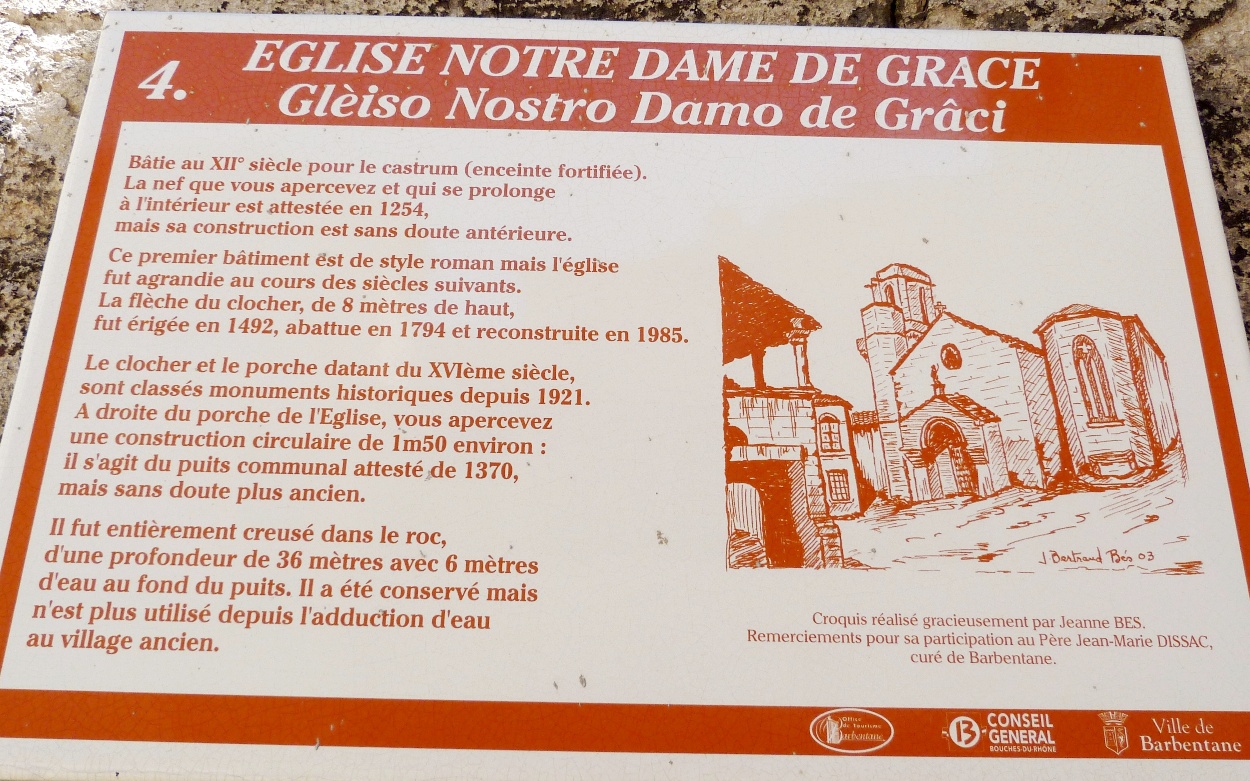 4.
EGLISE NOTRE DAME DE GRACE
Glèiso Nostro Damo de Grâci
Bâtie au XII° siècle pour le castrum (enceinte fortifiée).
La nef que vous apercevez et qui se prolonge
à l'intérieur est attestée en 1254,
mais sa construction est sans doute antérieure.
Ce premier bâtiment est de style roman mais l'église
fut agrandie au cours des siècles suivants.
La flèche du clocher, de 8 mètres de haut,
fut érigée en 1492, abattue en 1794 et reconstruite en 1985.
Le clocher et le porche datant du XVIème siècle,
sont classés monuments historiques depuis 1921.
A droite du porche de l'Eglise, vous apercevez
une construction circulaire de 1m50 environ :
il s'agit du puits communal attesté de 1370,
mais sans doute plus ancien.
Il fut entièrement creusé dans le roc,
d'une profondeur de 36 mètres avec 6 mètres
d'eau au fond du puits. Il a été conservé mais
n'est plus utilisé depuis l'adduction d'eau
au village ancien.
J Bertraud Bés 03
Croquis réalisé gracieusement par Jeanne BES.
Remerciements pour sa participation au Père Jean-Marie DISSAC,
curé de Barbentane.
Office
de Tourisme
Barbentane
13
CONSEIL
GENERAL
BOUCHES-DU-RHÔNE
Ville de
Barbentane